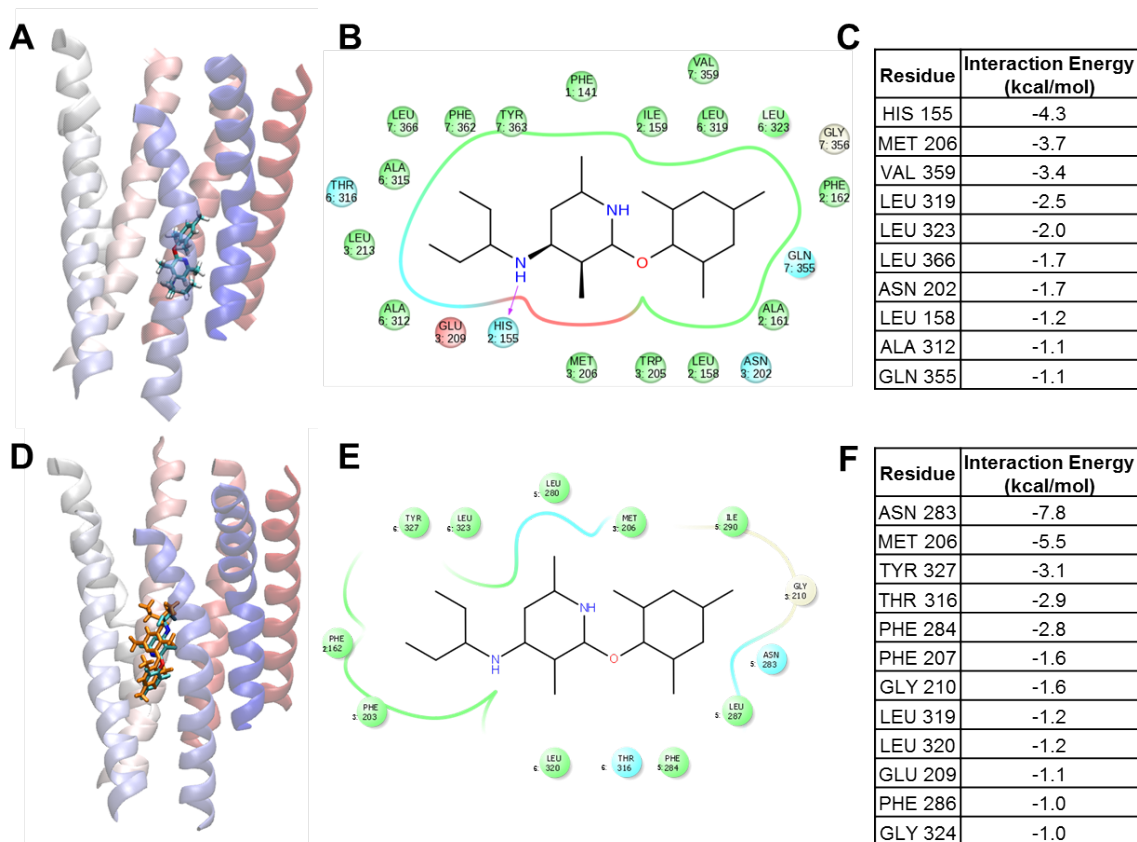 A
B
C
VAL
7: 359
PHE
1: 141
LEU
7: 366
PHE
7: 362
TYR
7: 363
ILE
2: 159
LEU
6: 319
LEU
6: 323
GLY
7: 356
ALA
6: 315
THR
6: 316
PHE
2: 162
NH
LEU
3: 213
GLN
7: 355
N
H
O
ALA
6: 312
GLU
3: 209
HIS
2: 155
ALA
2: 161
MET
3: 206
TRP
3: 205
LEU
2: 158
ASN
3: 202
Residue Interaction Energy
(kcal/mol)
HIS 155 -4.3
MET 206 -3.7
VAL 359 -3.4
LEU 319 -2.5
LEU 323 -2.0
LEU 366 -1.7
ASN 202 -1.7
LEU 158 -1.2
ALA 312 -1.1
GLN 355 -1.1
D
E
F
LEU
5: 280
TYR
6: 327
LEU
6: 323
MET
3: 206
ILE
5: 290
GLY
3: 210
NH
PHE
2: 162
ASN
5: 283
N
H
O
PHE
3: 203
LEU
5: 287
LEU
6: 320
THR
6: 316
PHE
5: 284
Residue Interaction Energy
(kcal/mol)
ASN 283 -7.8
MET 206 -5.5
TYR 327 -3.1
THR 316 -2.9
PHE 284 -2.8
PHE 207 -1.6
GLY 210 -1.6
LEU 319 -1.2
LEU 320 -1.2
GLU 209 -1.1
PHE 286 -1.0
GLY 324 -1.0